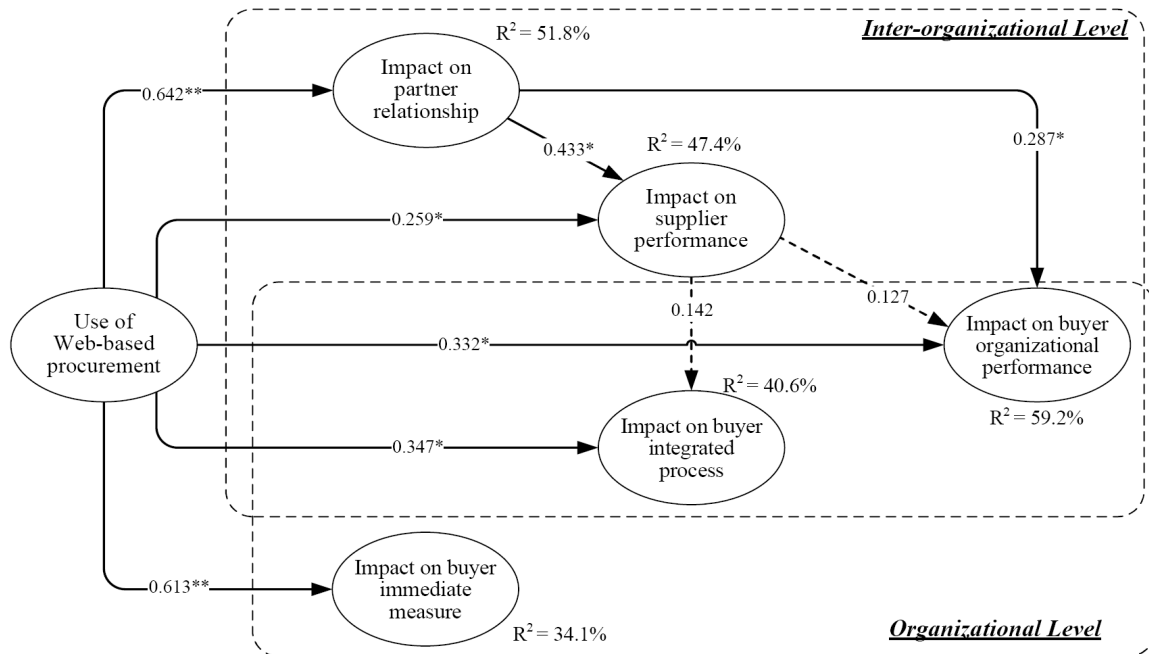 Inter-organizational Level
R² = 51.8%
Impact on
partner
relationship
0.642**
0.433*
R² = 47.4%
0.287*
Impact on
supplier
performance
0.259*
0.127
0.142
Use of
Web-based
procurement
0.332*
Impact on buyer
organizational
performance
R² = 40.6%
R² = 59.2%
0.347*
Impact on buyer
integrated
process
Impact on buyer
immediate
measure
0.613**
R² = 34.1%
Organizational Level